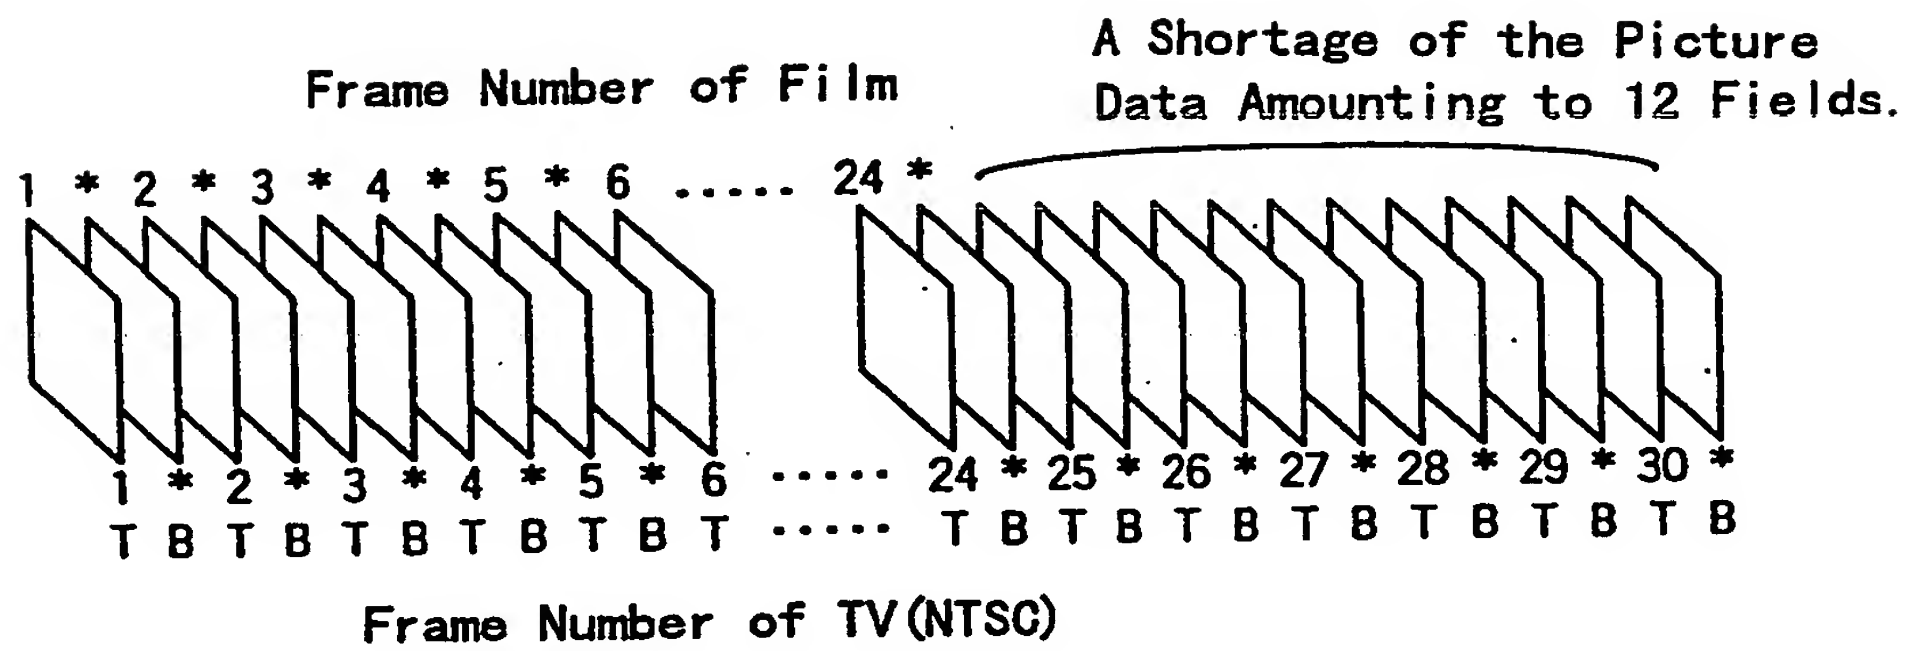 A Shortage of the Picture
Data Amounting to 12 Fields.
Frame Number of Film
1 * 2 * 3 * 4 * 5 * 6 ..... 24 *
1 * 2 * 3 * 4 * 5 * 6 ..... 24 * 25 * 26 * 27 * 28 * 29 * 30 *
T B T B T B T B T B T ..... T B T B T B T B T B T B T B
Frame Number of TV(NTSC)